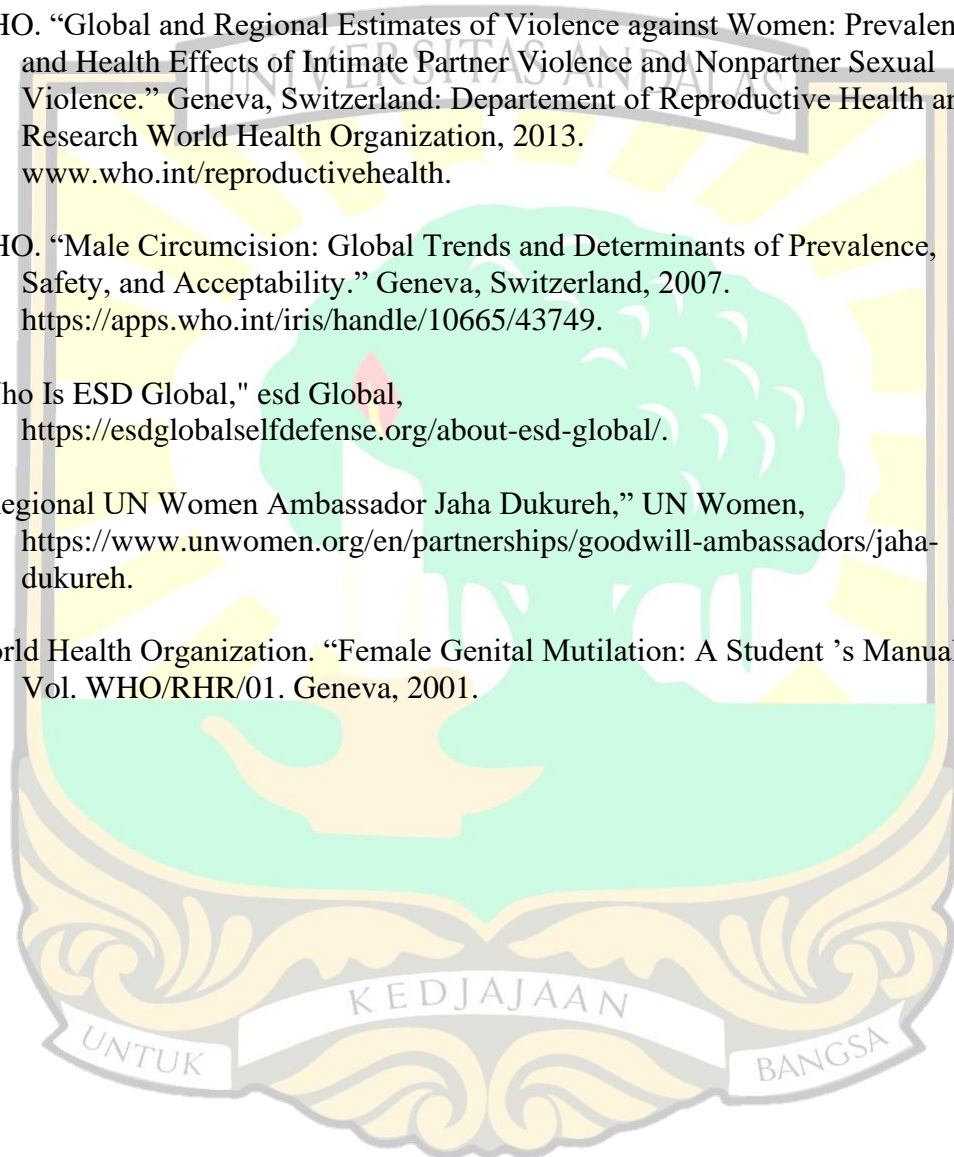 HO. “Global and Regional Estimates of Violence against Women: Prevalen
and Health Effects of Intimate Partner Violence and Nonpartner Sexual
Violence.” Geneva, Switzerland: Departement of Reproductive Health an
Research World Health Organization, 2013.
www.who.int/reproductivehealth.
HO. “Male Circumcision: Global Trends and Determinants of Prevalence,
Safety, and Acceptability.” Geneva, Switzerland, 2007.
https://apps.who.int/iris/handle/10665/43749.
ho Is ESD Global," esd Global,
https://esdglobalselfdefense.org/about-esd-global/.
egional UN Women Ambassador Jaha Dukureh,” UN Women,
https://www.unwomen.org/en/partnerships/goodwill-ambassadors/jaha-
dukureh.
orld Health Organization. “Female Genital Mutilation: A Student ’s Manual
Vol. WHO/RHR/01. Geneva, 2001.
UNIVERSITAS ANDALAS
UNTUK KEDJAJAAN BANGSA